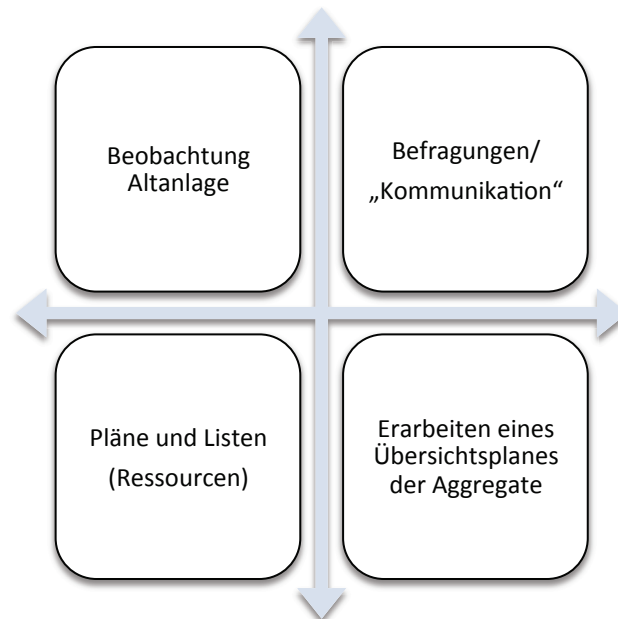 Beobachtung
Altanlage
Befragungen/
„Kommunikation“
Pläne und Listen
(Ressourcen)
Erarbeiten eines
Übersichtsplanes
der Aggregate